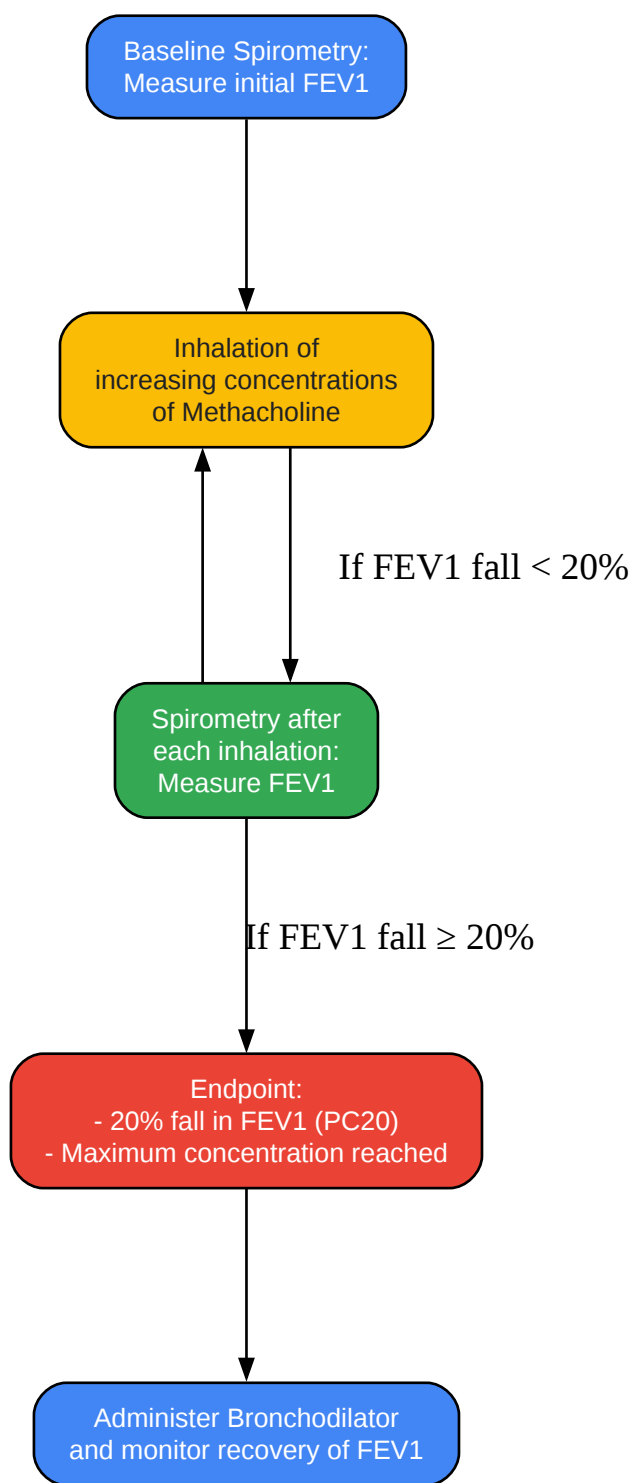 Baseline Spirometry:
Measure initial FEV1
Inhalation of
increasing concentrations
of Methacholine
If FEV1 fall < 20%
Spirometry after
each inhalation:
Measure FEV1
If FEV1 fall ≥ 20%
Endpoint:
- 20% fall in FEV1 (PC20)
- Maximum concentration reached
Administer Bronchodilator
and monitor recovery of FEV1